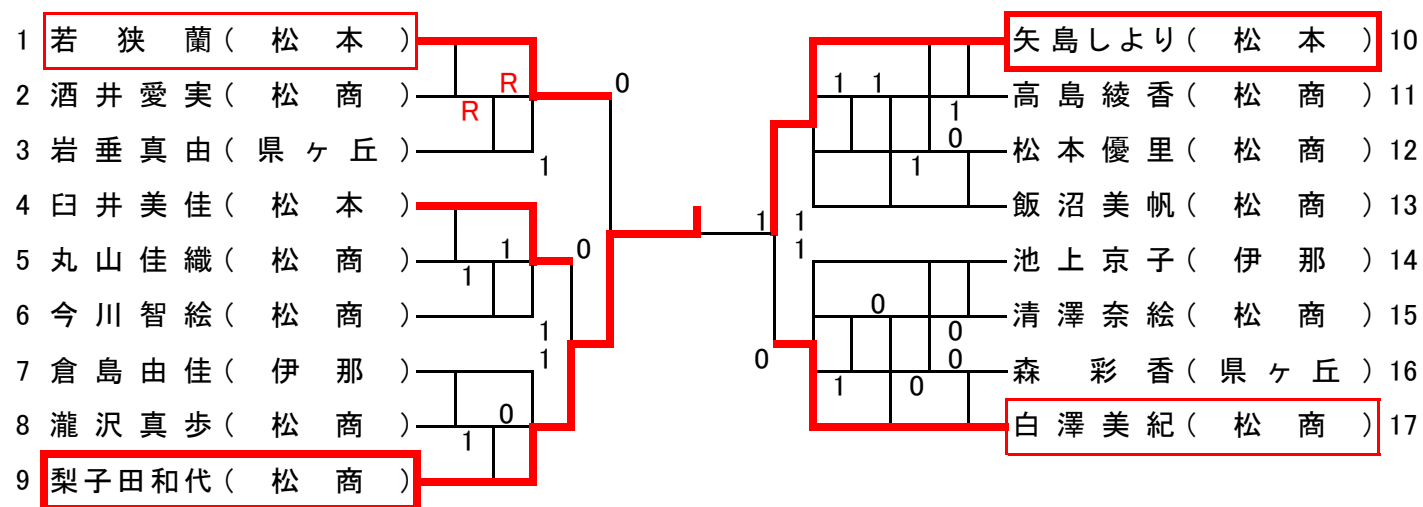 1 若狭蘭(松本)
2 酒井愛実(松商)
3 岩垂真由(県ヶ丘)
4 臼井美佳(松本)
5 丸山佳織(松商)
6 今川智絵(松商)
7 倉島由佳(伊那)
8 瀧沢真歩(松商)
9 梨子田和代(松商)
R
R
1
0
1
1
0
1
1
0
1
1
1
1
0
1 1
1
0
1
0
0
0
1 0
矢島しより(松本) 10
高島綾香(松商) 11
松本優里(松商) 12
飯沼美帆(松商) 13
池上京子(伊那) 14
清澤奈絵(松商) 15
森彩香(県ヶ丘) 16
白澤美紀(松商) 17